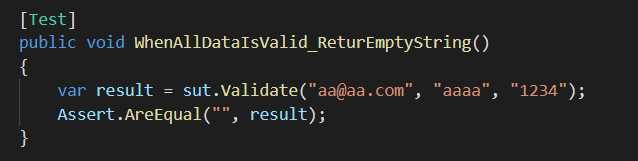 [Test]
public void WhenAllDataIsValid_ReturEmptyString()
{
    var result = sut.Validate("aa@aa.com", "aaaa", "1234");
    Assert.AreEqual("", result);
}